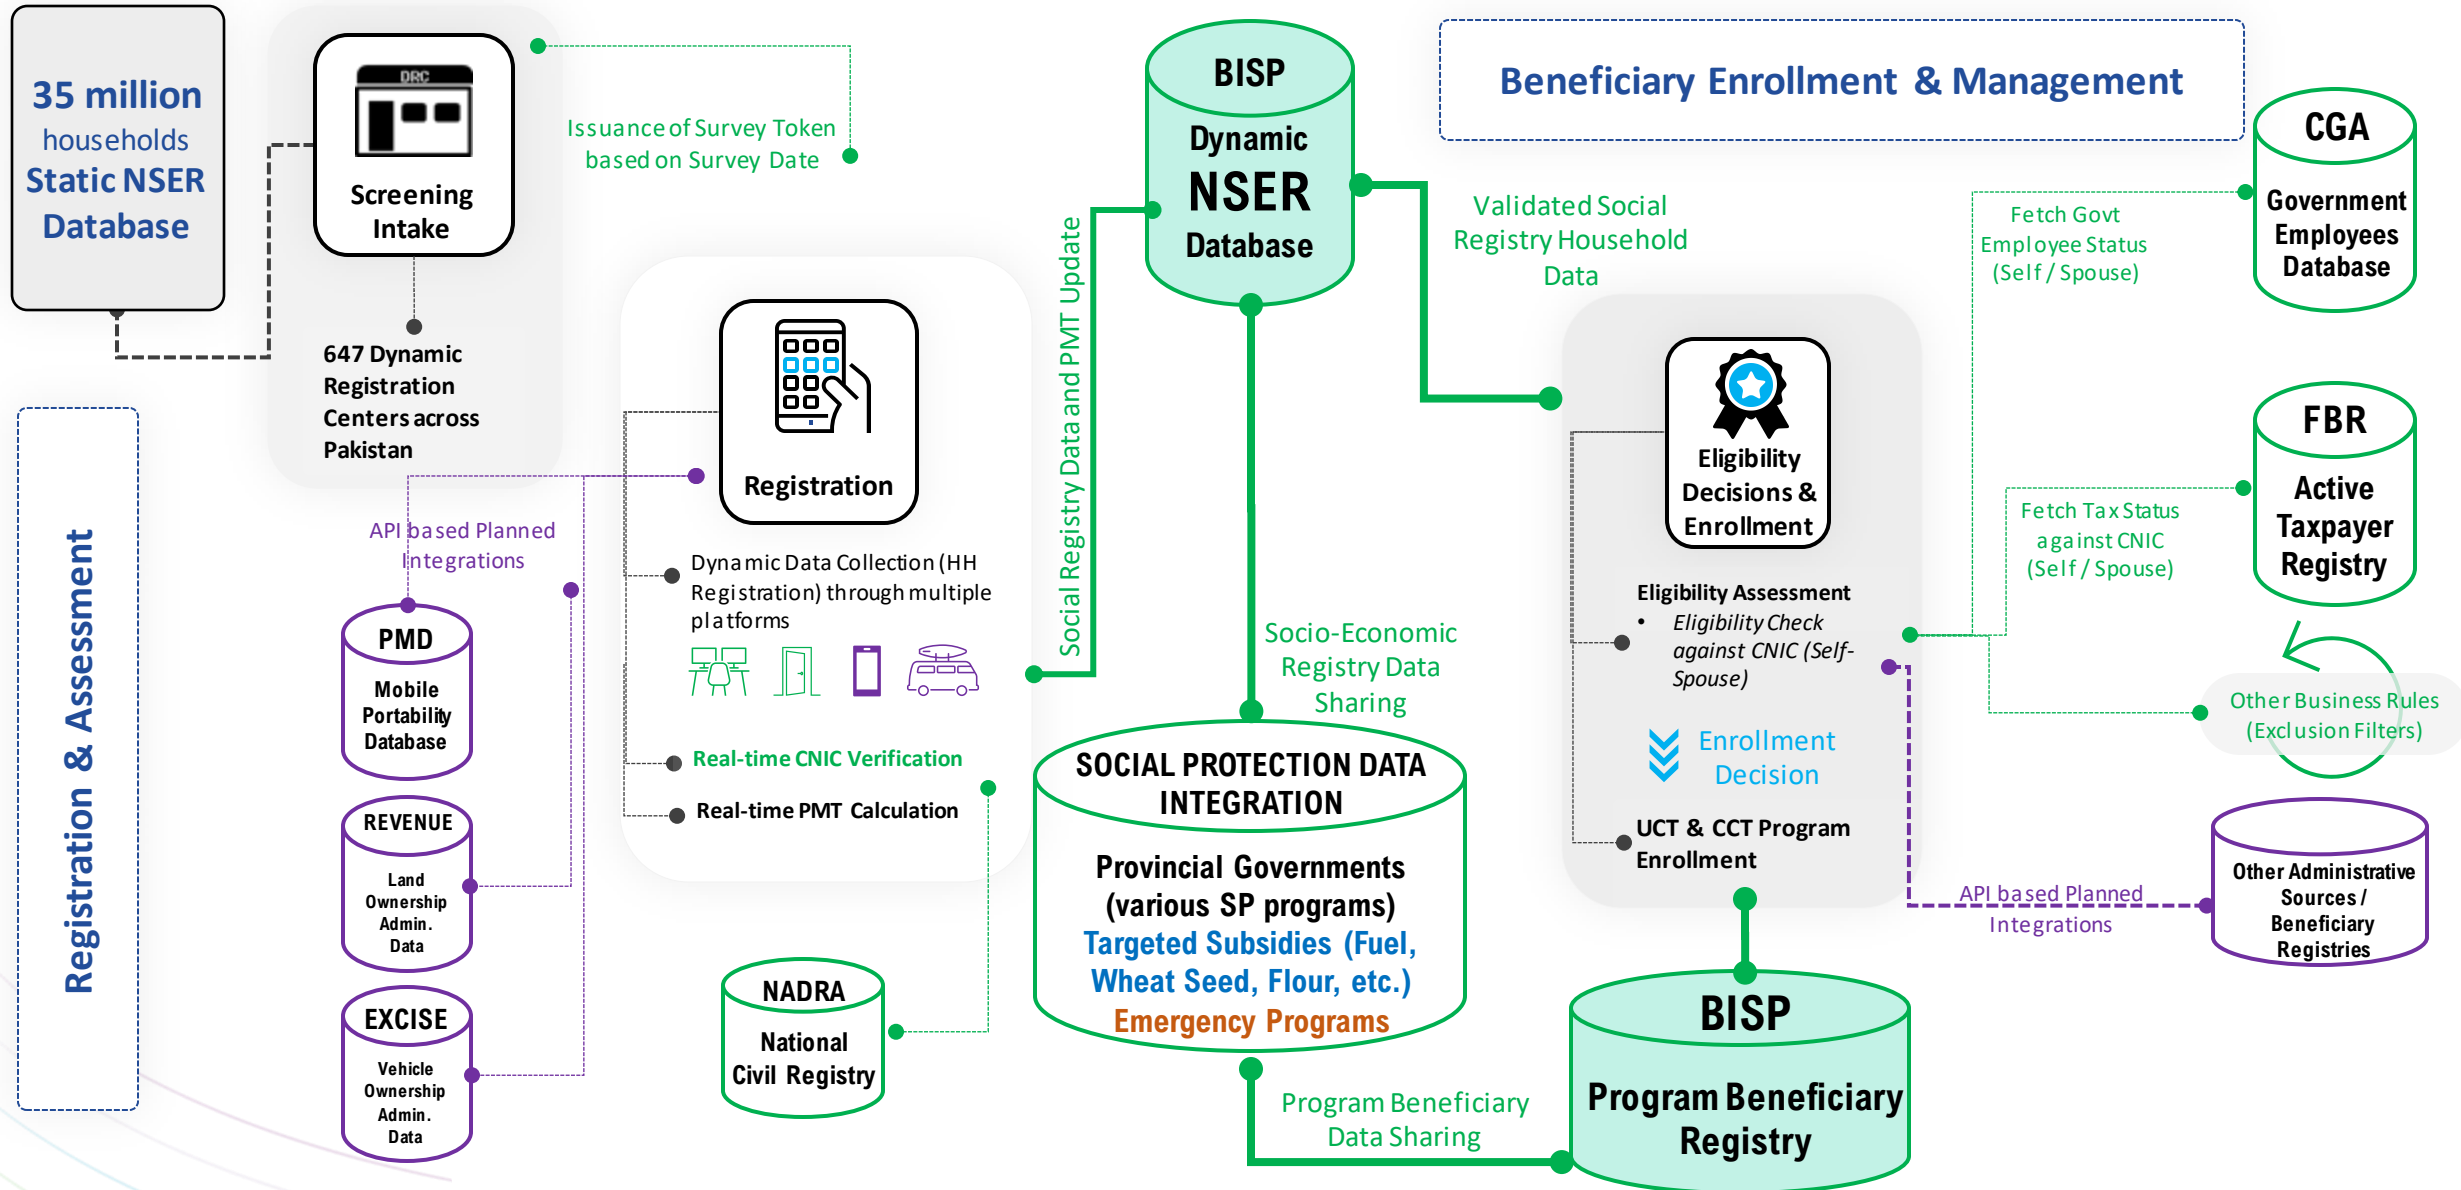 35 million
households
Static NSER
Database
DRC
Screening
Intake
Issuance of Survey Token
based on Survey Date
647 Dynamic
Registration
Centers across
Pakistan
Registration & Assessment
API based Planned
Integrations
PMD
Mobile
Portability
Database
REVENUE
Land
Ownership
Admin.
Data
EXCISE
Vehicle
Ownership
Admin.
Data
Registration
Dynamic Data Collection (HH
Registration) through multiple
platforms
Real-time CNIC Verification
Real-time PMT Calculation
NADRA
National
Civil Registry
Social Registry Data and PMT Update
BISP
Dynamic
NSER
Database
Socio-Economic
Registry Data
Sharing
SOCIAL PROTECTION DATA
INTEGRATION
Provincial Governments
(various SP programs)
Targeted Subsidies (Fuel,
Wheat Seed, Flour, etc.)
Emergency Programs
Program Beneficiary
Data Sharing
Beneficiary Enrollment & Management
Validated Social
Registry Household
Data
Eligibility
Decisions &
Enrollment
Eligibility Assessment
• Eligibility Check
against CNIC (Self-
Spouse)
Enrollment
Decision
UCT & CCT Program
Enrollment
BISP
Program Beneficiary
Registry
Fetch Govt
Employee Status
(Self / Spouse)
CGA
Government
Employees
Database
Fetch Tax Status
against CNIC
(Self / Spouse)
FBR
Active
Taxpayer
Registry
Other Business Rules
(Exclusion Filters)
API based Planned
Integrations
Other Administrative
Sources /
Beneficiary
Registries